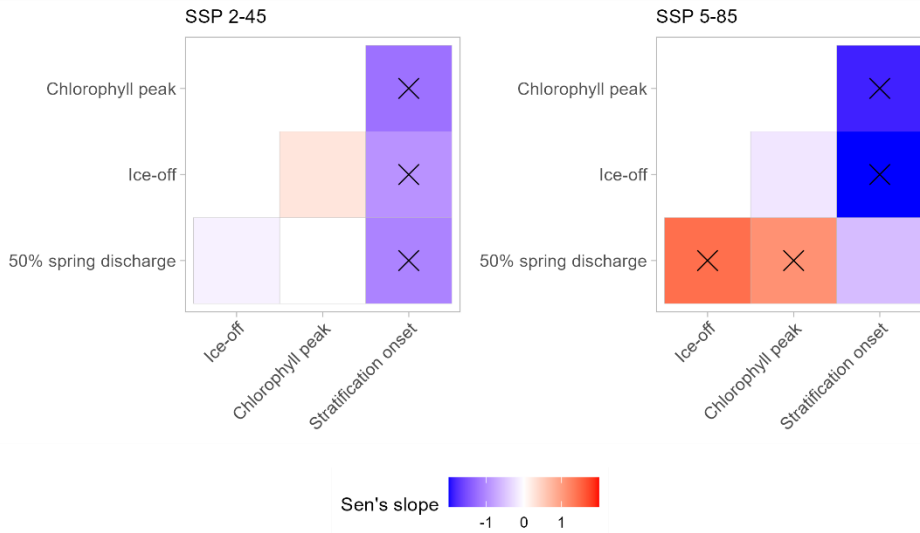 SSP 2-45
SSP 5-85
Chlorophyll peak
Ice-off
50% spring discharge
Ice-off
Chlorophyll peak
Stratification onset
Chlorophyll peak
Ice-off
50% spring discharge
Ice-off
Chlorophyll peak
Stratification onset
Sen's slope
-1 0 1